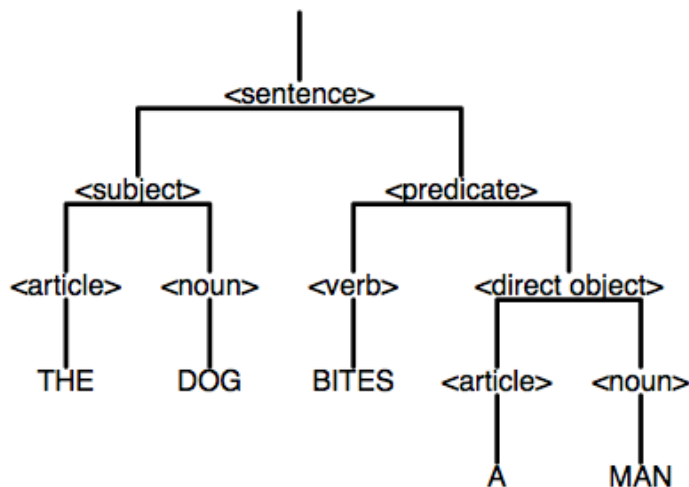 <sentence>
<subject> <predicate>
<article> <noun> <verb> <direct object>
THE DOG BITES <article> <noun>
A MAN